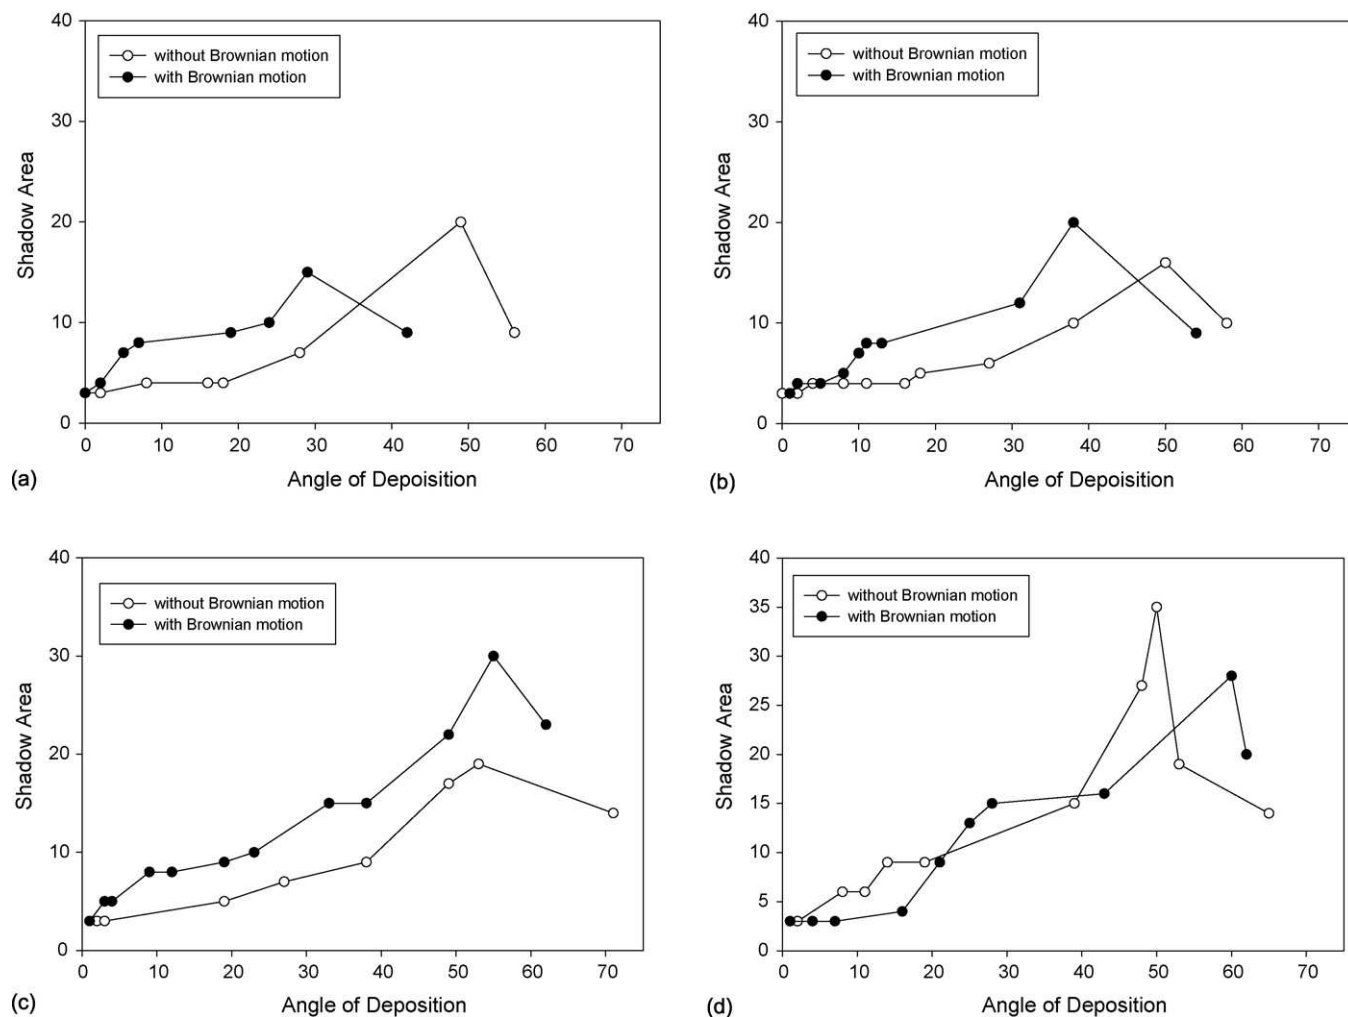 40
without Brownian motion
with Brownian motion
30
20
10
0
Shadow Area
0 10 20 30 40 50 60 70
Angle of Depoisition
(a)
40
without Brownian motion
with Brownian motion
30
20
10
0
Shadow Area
0 10 20 30 40 50 60 70
Angle of Depoisition
(b)
40
without Brownian motion
with Brownian motion
30
20
10
0
Shadow Area
0 10 20 30 40 50 60 70
Angle of Deposition
(c)
40
without Brownian motion
with Brownian motion
35
30
25
20
15
10
5
0
Shadow Area
0 10 20 30 40 50 60 70
Angle of Deposition
(d)